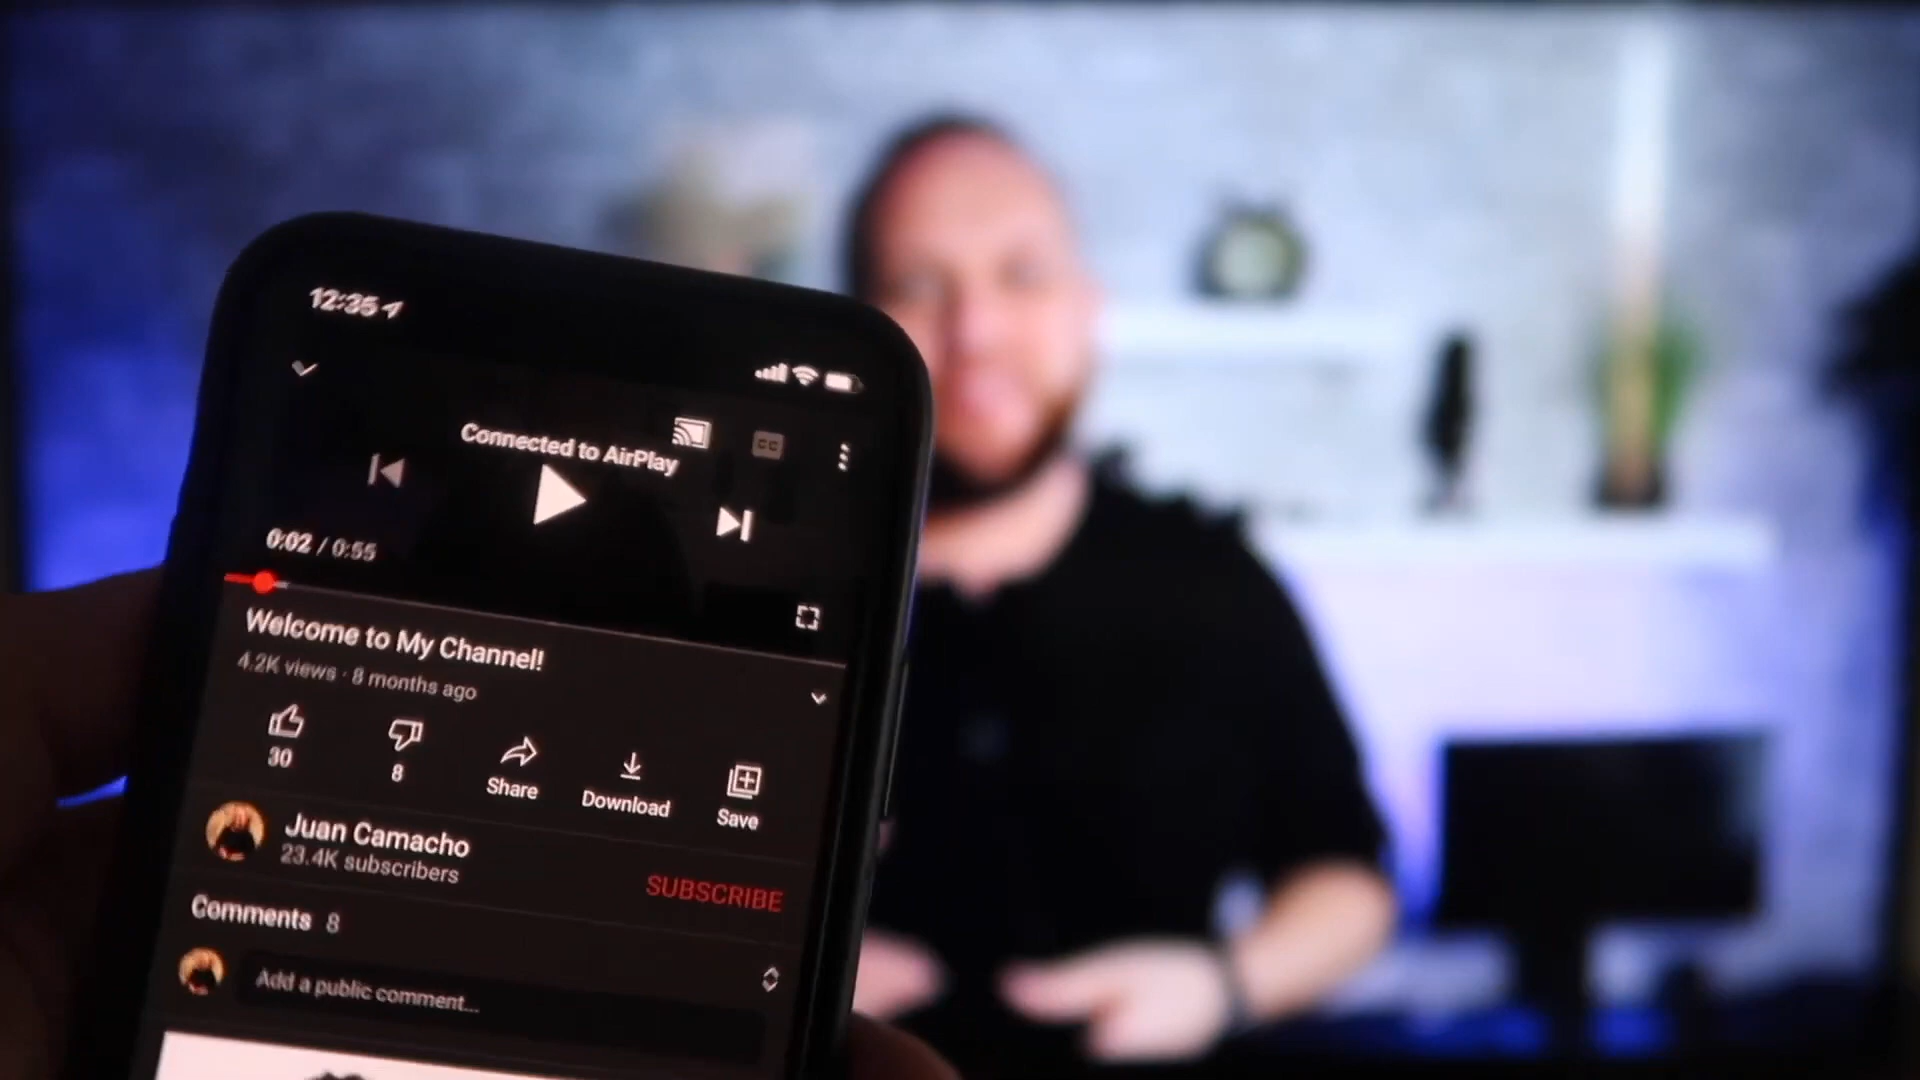 12:35
CC
Connected to AirPlay
0:02 / 0:55
Welcome to My Channel!
4.2K views · 8 months ago
30
8
Share
Download
Save
Juan Camacho
23.4K subscribers
SUBSCRIBE
Comments 8
Add a public comment...